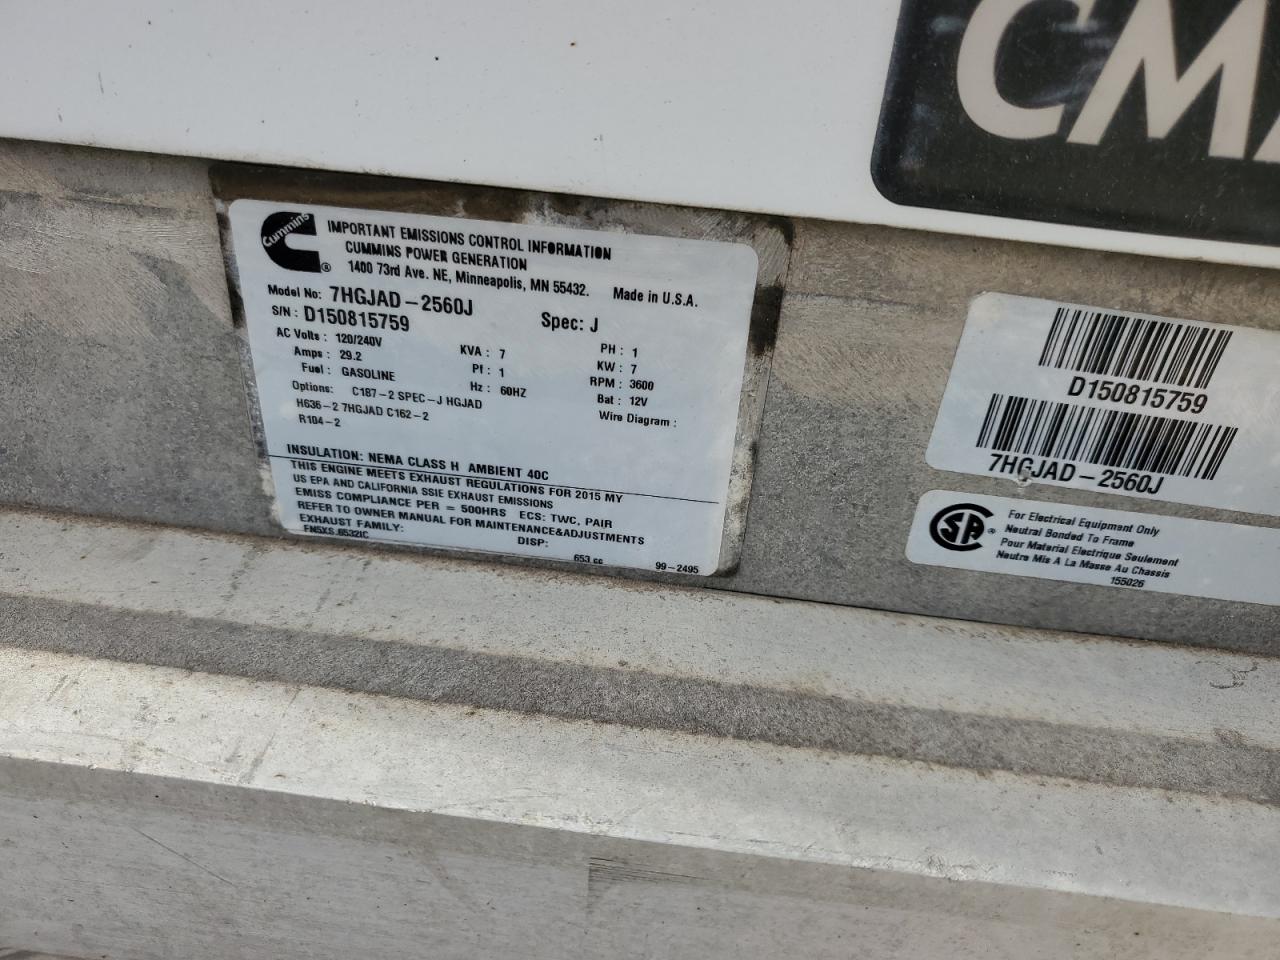 CM
Cummins
IMPORTANT EMISSIONS CONTROL INFORMATION
CUMMINS POWER GENERATION
1400 73rd Ave. NE, Minneapolis, MN 55432. Made in U.S.A.
Model No: 7HGJAD-2560J
S/N: D150815759 Spec: J
AC Volts: 120/240V KVA: 7 PH: 1
Amps: 29.2 Pf: 1 KW: 7
Fuel: GASOLINE Hz: 60HZ RPM: 3600
Options: C187-2 SPEC-J HGJAD Bat: 12V
H636-2 7HGJAD C162-2 Wire Diagram:
R104-2
INSULATION: NEMA CLASS H AMBIENT 40C
THIS ENGINE MEETS EXHAUST REGULATIONS FOR 2015 MY
US EPA AND CALIFORNIA SSIE EXHAUST EMISSIONS
EMISS COMPLIANCE PER = 500HRS ECS: TWC, PAIR
REFER TO OWNER MANUAL FOR MAINTENANCE&ADJUSTMENTS
EXHAUST FAMILY: DISP:
653 cc 99-2495
D150815759
7HGJAD-2560J
SA ®
For Electrical Equipment Only
Neutral Bonded To Frame
Pour Material Electrique Seulement
Neutre Mis A La Masse Au Chassis
155026